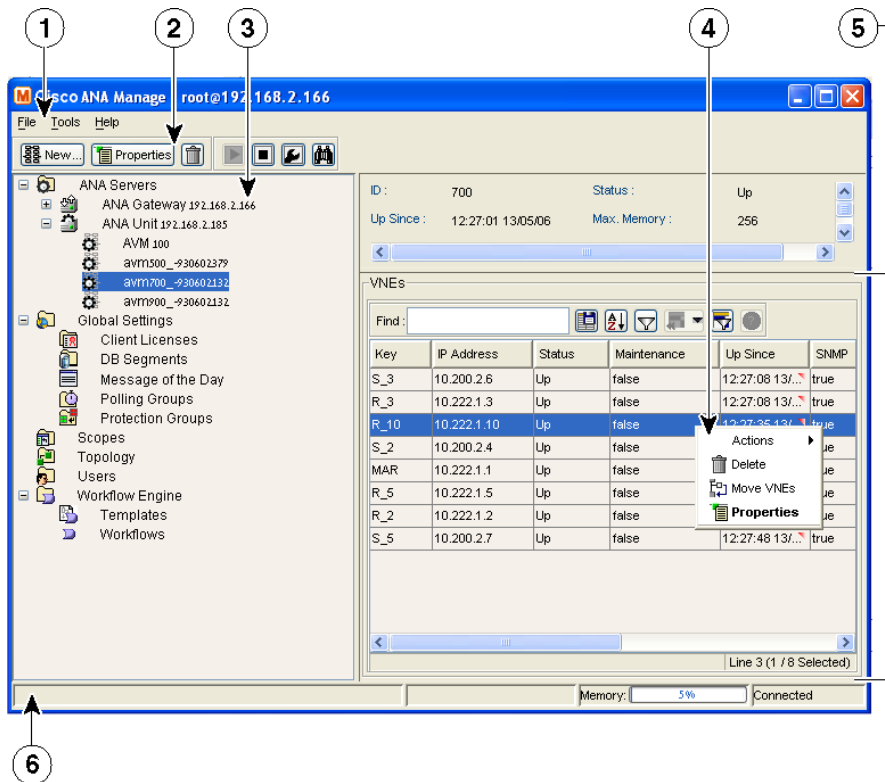 1 2 3 4 5
Cisco ANA Manage root@192.168.2.166
File Tools Help
New... Properties
ANA Servers
ANA Gateway 192.168.2.166
ANA Unit 192.168.2.185
AVM 100
avm500_-930602379
avm700_-930602132
avm900_-930602132
Global Settings
Client Licenses
DB Segments
Message of the Day
Polling Groups
Protection Groups
Scopes
Topology
Users
Workflow Engine
Templates
Workflows
ID : 700 Status : Up
Up Since : 12:27:01 13/05/06 Max. Memory : 256
VNEs
Find :
Key IP Address Status Maintenance Up Since SNMP
S_3 10.200.2.6 Up false 12:27:08 13/... true
R_3 10.222.1.3 Up false 12:27:08 13/... true
R_10 10.222.1.10 Up false 12:27:35 13/... true
S_2 10.200.2.4 Up false
MAR 10.222.1.1 Up false
R_5 10.222.1.5 Up false
R_2 10.222.1.2 Up false
S_5 10.200.2.7 Up false 12:27:48 13/... true
Actions
Delete
Move VNEs
Properties
Line 3 (1 / 8 Selected)
Memory: 5% Connected
6